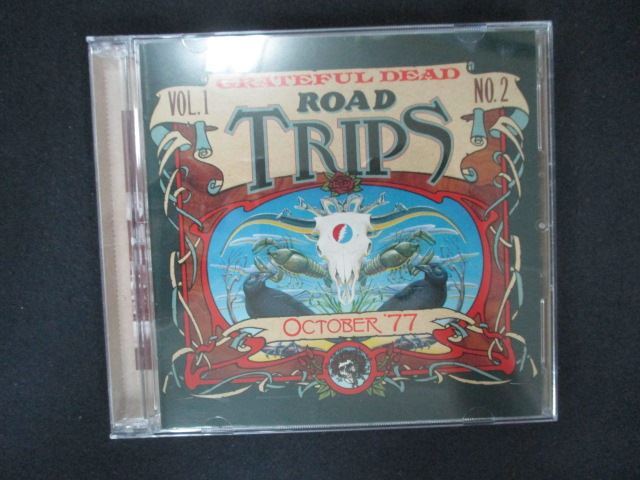 GRATEFUL DEAD
VOL. 1
ROAD
NO. 2
TRIPS
OCTOBER '77